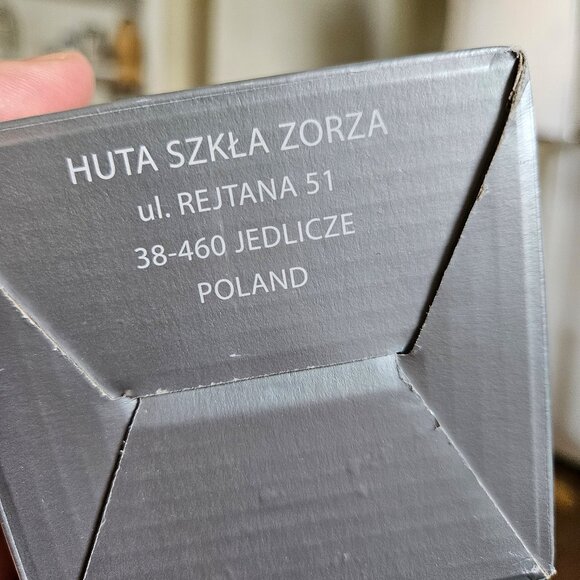 HUTA SZKŁA ZORZA
ul. REJTANA 51
38-460 JEDLICZE
POLAND